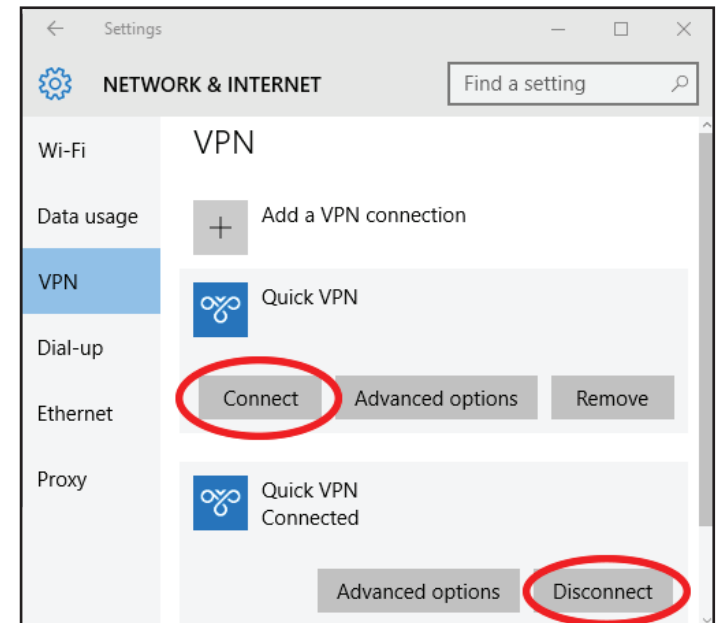 Settings
NETWORK & INTERNET
Find a setting
Wi-Fi
Data usage
VPN
Dial-up
Ethernet
Proxy
VPN
Add a VPN connection
Quick VPN
Connect
Advanced options
Remove
Quick VPN
Connected
Advanced options
Disconnect